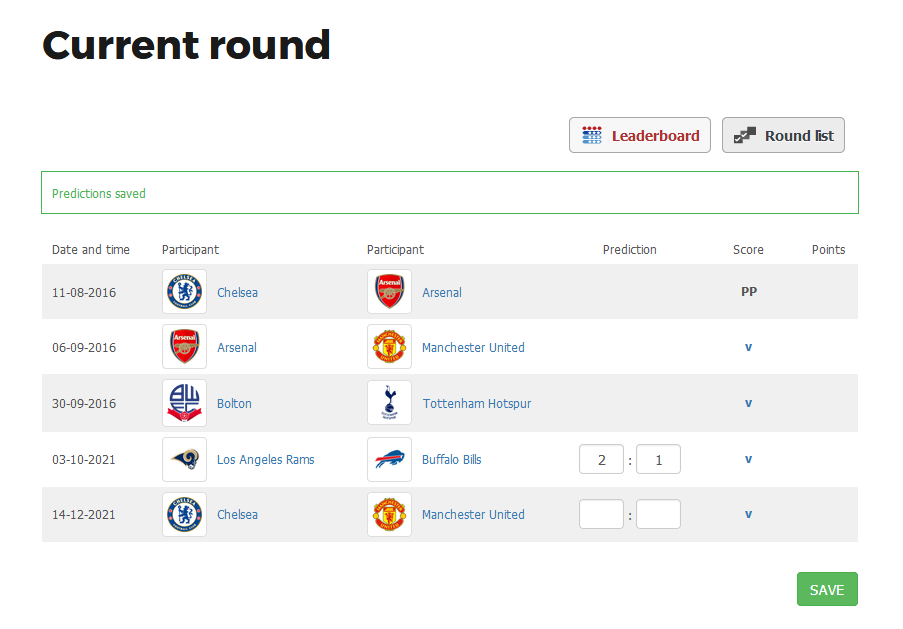 Current round
Leaderboard Round list
Predictions saved
Date and time Participant Participant Prediction Score Points
11-08-2016 Chelsea Arsenal PP
06-09-2016 Arsenal Manchester United v
30-09-2016 Bolton Tottenham Hotspur v
03-10-2021 Los Angeles Rams Buffalo Bills 2 : 1 v
14-12-2021 Chelsea Manchester United : v
SAVE